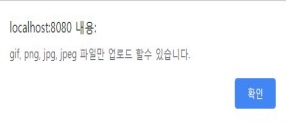 localhost:8080 내용:
gif, png, jpg, jpeg 파일만 업로드 할수 있습니다.
확인